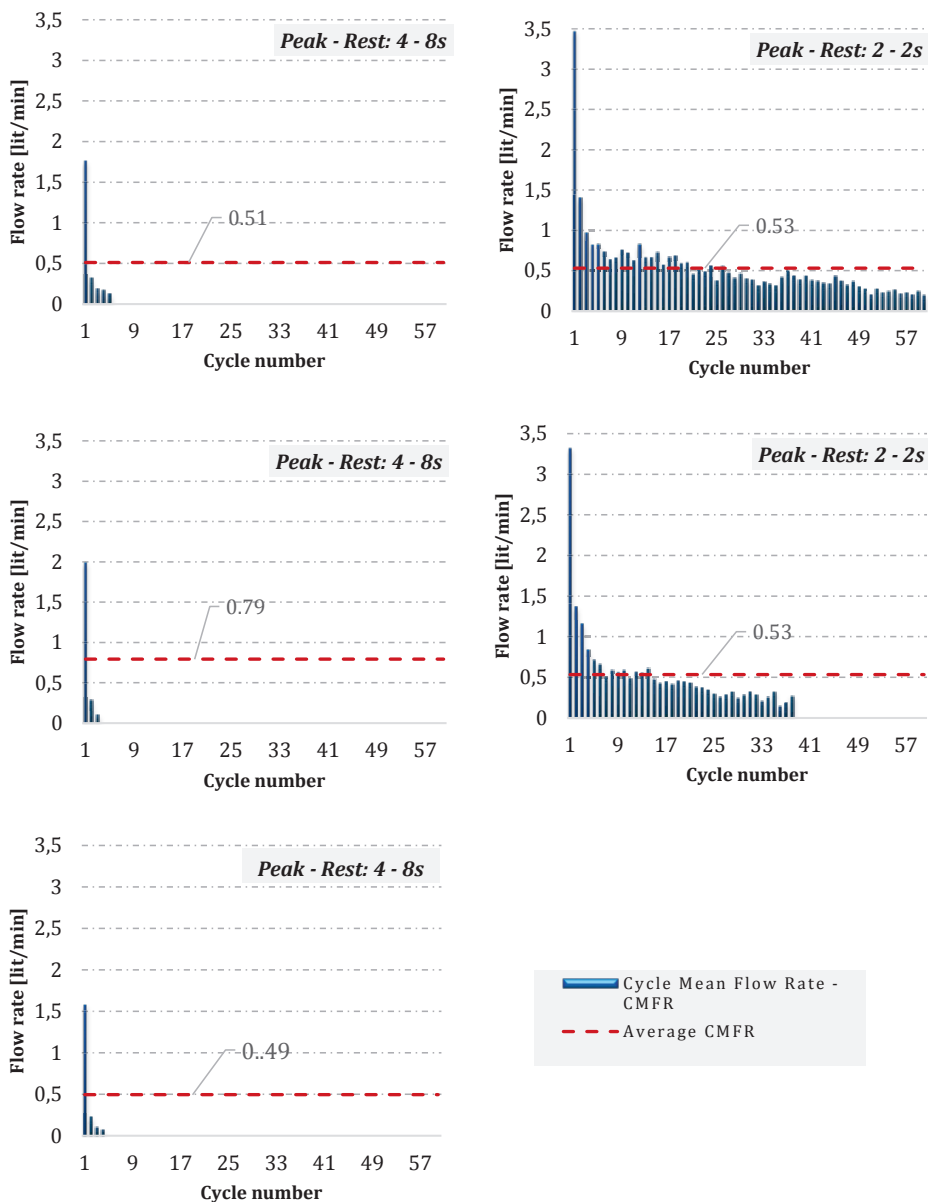 Peak - Rest: 4 - 8s
Flow rate [lit/min]
3,5
3
2,5
2
1,5
1
0,5
0
0.51
1 9 17 25 33 41 49 57
Cycle number
Peak - Rest: 2 - 2s
Flow rate [lit/min]
3,5
3
2,5
2
1,5
1
0,5
0
0.53
1 9 17 25 33 41 49 57
Cycle number
Peak - Rest: 4 - 8s
Flow rate [lit/min]
3,5
3
2,5
2
1,5
1
0,5
0
0.79
1 9 17 25 33 41 49 57
Cycle number
Peak - Rest: 2 - 2s
Flow rate [lit/min]
3,5
3
2,5
2
1,5
1
0,5
0
0.53
1 9 17 25 33 41 49 57
Cycle number
Peak - Rest: 4 - 8s
Flow rate [lit/min]
3,5
3
2,5
2
1,5
1
0,5
0
0..49
1 9 17 25 33 41 49 57
Cycle number
Cycle Mean Flow Rate -
CMFR
Average CMFR